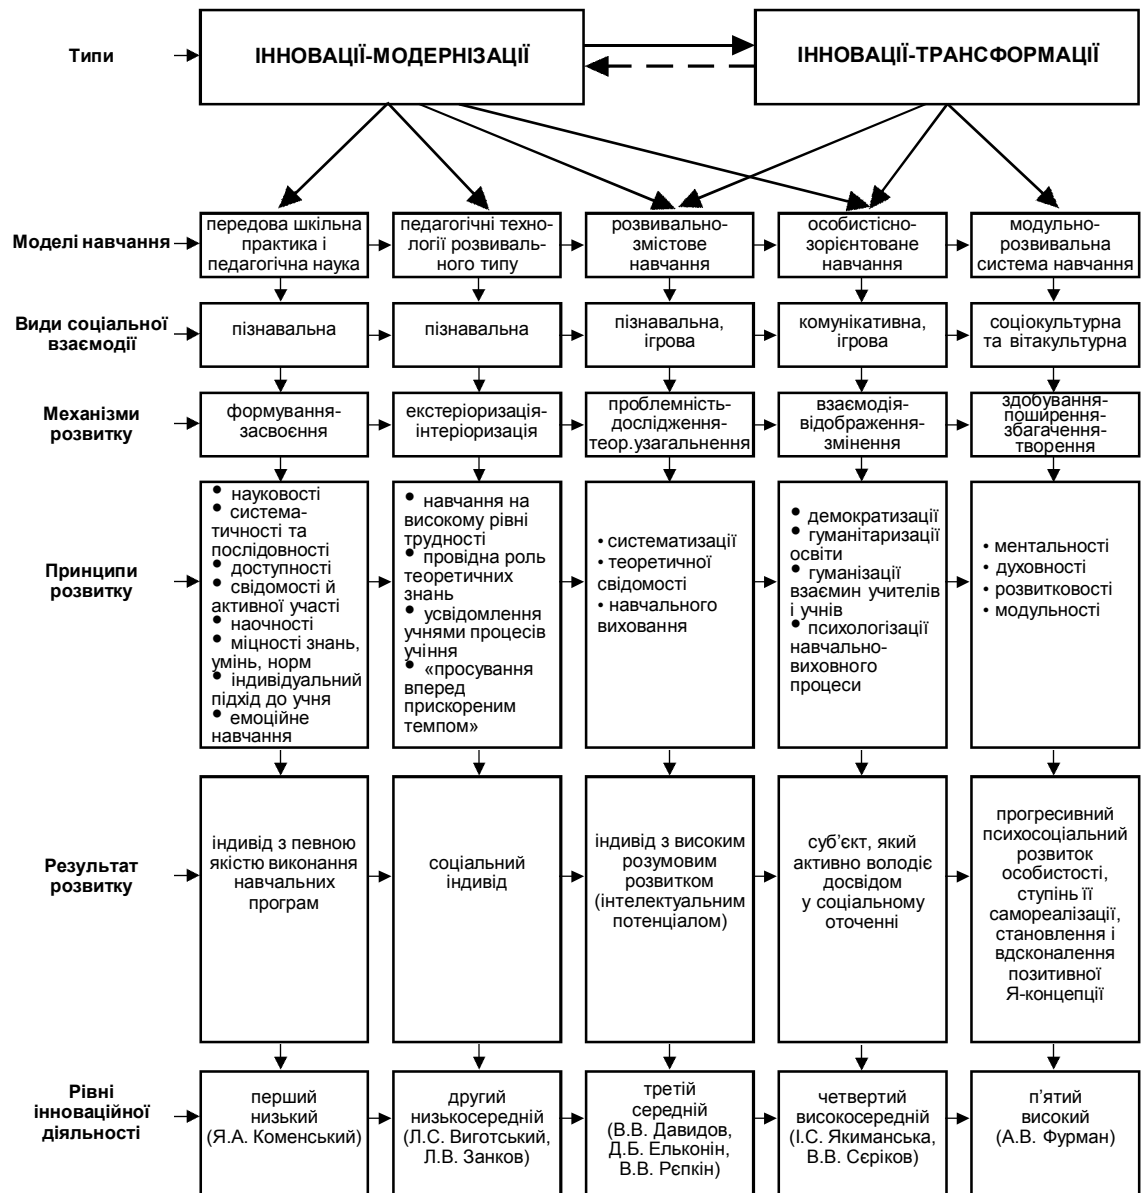 Типи
ІННОВАЦІЇ-МОДЕРНІЗАЦІЇ
ІННОВАЦІЇ-ТРАНСФОРМАЦІЇ
Моделі навчання
передова шкільна
практика і
педагогічна наука
педагогічні техно-
логії розвиваль-
ного типу
розвивально-
змістове
навчання
особистісно-
зорієнтоване
навчання
модульно-
розвивальна
система навчання
Види соціальної
взаємодії
пізнавальна
пізнавальна
пізнавальна,
ігрова
комунікативна,
ігрова
соціокультурна
та вітакультурна
Механізми
розвитку
формування-
засвоєння
екстеріоризація-
інтеріоризація
проблемність-
дослідження-
теор.узагальнення
взаємодія-
відображення-
змінення
здобування-
поширення-
збагачення-
творення
Принципи
розвитку
• науковості
• система-
тичності та
послідовності
• доступності
• свідомості й
активної участі
• наочності
• міцності знань,
умінь, норм
• індивідуальний
підхід до учня
• емоційне
навчання
• навчання на
високому рівні
трудності
• провідна роль
теоретичних
знань
• усвідомлення
учнями процесів
учіння
• «просування
вперед
прискореним
темпом»
• систематизації
• теоретичної
свідомості
• навчального
виховання
• демократизації
• гуманітаризації
освіти
• гуманізації
взаємин учителів
і учнів
• психологізації
навчально-
виховного
процеси
• ментальності
• духовності
• розвитковості
• модульності
Результат
розвитку
індивід з певною
якістю виконання
навчальних
програм
соціальний
індивід
індивід з високим
розумовим
розвитком
(інтелектуальним
потенціалом)
суб’єкт, який
активно володіє
досвідом
у соціальному
оточенні
прогресивний
психосоціальний
розвиток
особистості,
ступінь її
самореалізації,
становлення і
вдсконалення
позитивної
Я-концепції
Рівні
інноваційної
діяльності
перший
низький
(Я.А. Коменський)
другий
низькосередній
(Л.С. Виготський,
Л.В. Занков)
третій
середній
(В.В. Давидов,
Д.Б. Ельконін,
В.В. Рєпкін)
четвертий
високосередній
(І.С. Якиманська,
В.В. Сєріков)
п’ятий
високий
(А.В. Фурман)